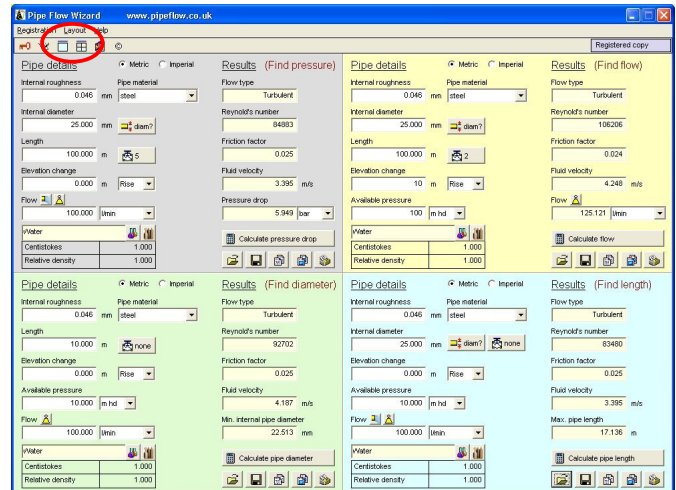 Pipe Flow Wizard www.pipeflow.co.uk
Registration Layout Help
© Registered copy
Pipe details Metric Imperial Results (Find pressure)
Internal roughness Pipe material Flow type
0.046 mm steel Turbulent
Internal diameter Reynold's number
25.000 mm diam? 84883
Length Friction factor
100.000 m 5 0.025
Elevation change Fluid velocity
0.000 m Rise 3.395 m/s
Flow Pressure drop
100.000 l/min 5.949 bar
Water Calculate pressure drop
Centistokes 1.000
Relative density 1.000
Pipe details Metric Imperial Results (Find flow)
Internal roughness Pipe material Flow type
0.046 mm steel Turbulent
Internal diameter Reynold's number
25.000 mm diam? 106206
Length Friction factor
100.000 m 2 0.024
Elevation change Fluid velocity
10 m Rise 4.248 m/s
Available pressure Flow
100 m hd 125.121 l/min
Water Calculate flow
Centistokes 1.000
Relative density 1.000
Pipe details Metric Imperial Results (Find diameter)
Internal roughness Pipe material Flow type
0.046 mm steel Turbulent
Length Reynold's number
10.000 m none 92702
Elevation change Friction factor
0.000 m Rise 0.025
Available pressure Fluid velocity
10.000 m hd 4.187 m/s
Flow Min. internal pipe diameter
100.000 l/min 22.513 mm
Water Calculate pipe diameter
Centistokes 1.000
Relative density 1.000
Pipe details Metric Imperial Results (Find length)
Internal roughness Pipe material Flow type
0.046 mm steel Turbulent
Internal diameter Reynold's number
25.000 mm diam? none 83480
Elevation change Friction factor
0.000 m Rise 0.025
Available pressure Fluid velocity
10.000 m hd 3.395 m/s
Flow Max. pipe length
100.000 l/min 17.136 m
Water Calculate pipe length
Centistokes 1.000
Relative density 1.000